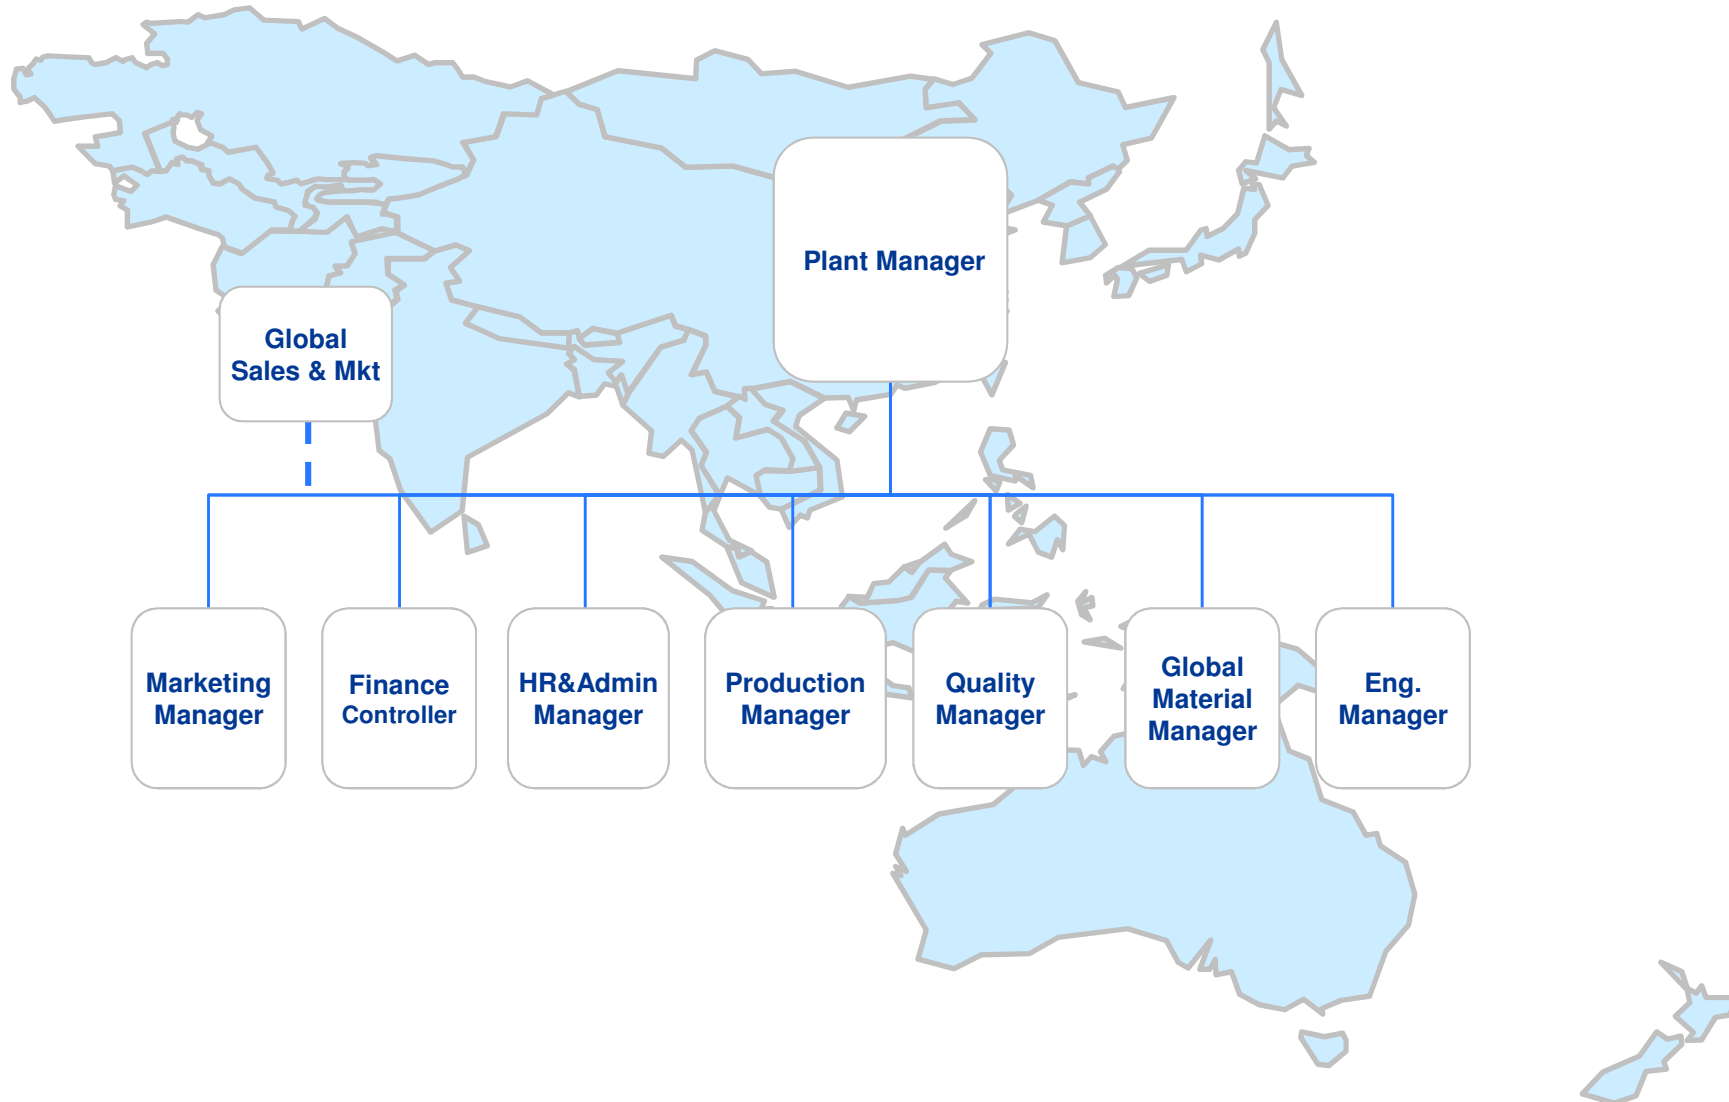 Plant Manager
Global
Sales & Mkt
Marketing
Manager
Finance
Controller
HR&Admin
Manager
Production
Manager
Quality
Manager
Global
Material
Manager
Eng.
Manager